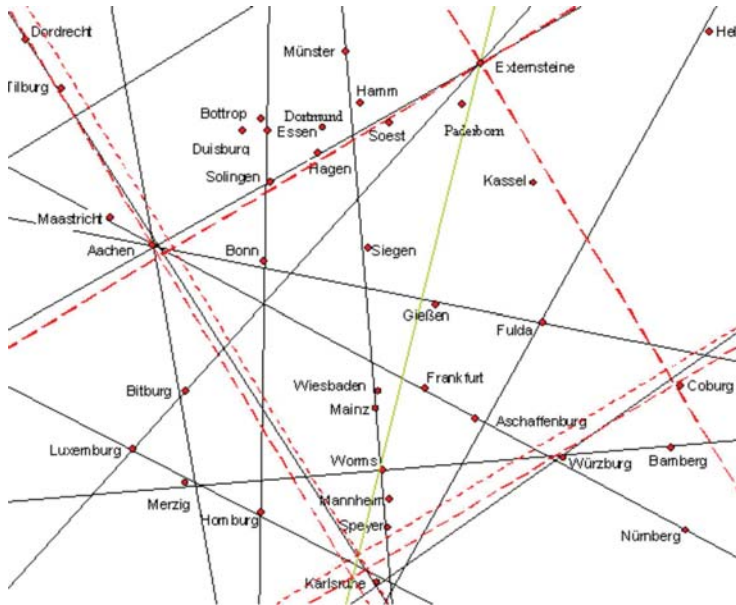 Dordrecht
Hel
Münster
Externsteine
Tilburg
Hamm
Bottrop
Dortmund
Paderborn
Essen
Soest
Duisburg
Hagen
Solingen
Kassel
Maastricht
Aachen
Bonn
Siegen
Gießen
Fulda
Bitburg
Wiesbaden
Frankfurt
Coburg
Mainz
Aschaffenburg
Luxemburg
Worms
Würzburg
Bamberg
Merzig
Mannheim
Homburg
Speyer
Nürnberg
Karlsruhe